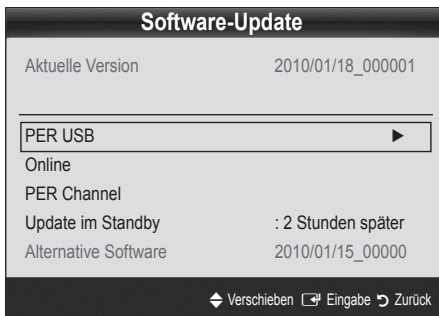 Software-Update
Aktuelle Version 2010/01/18_000001
PER USB
Online
PER Channel
Update im Standby : 2 Stunden später
Alternative Software 2010/01/15_00000
Verschieben Eingabe Zurück